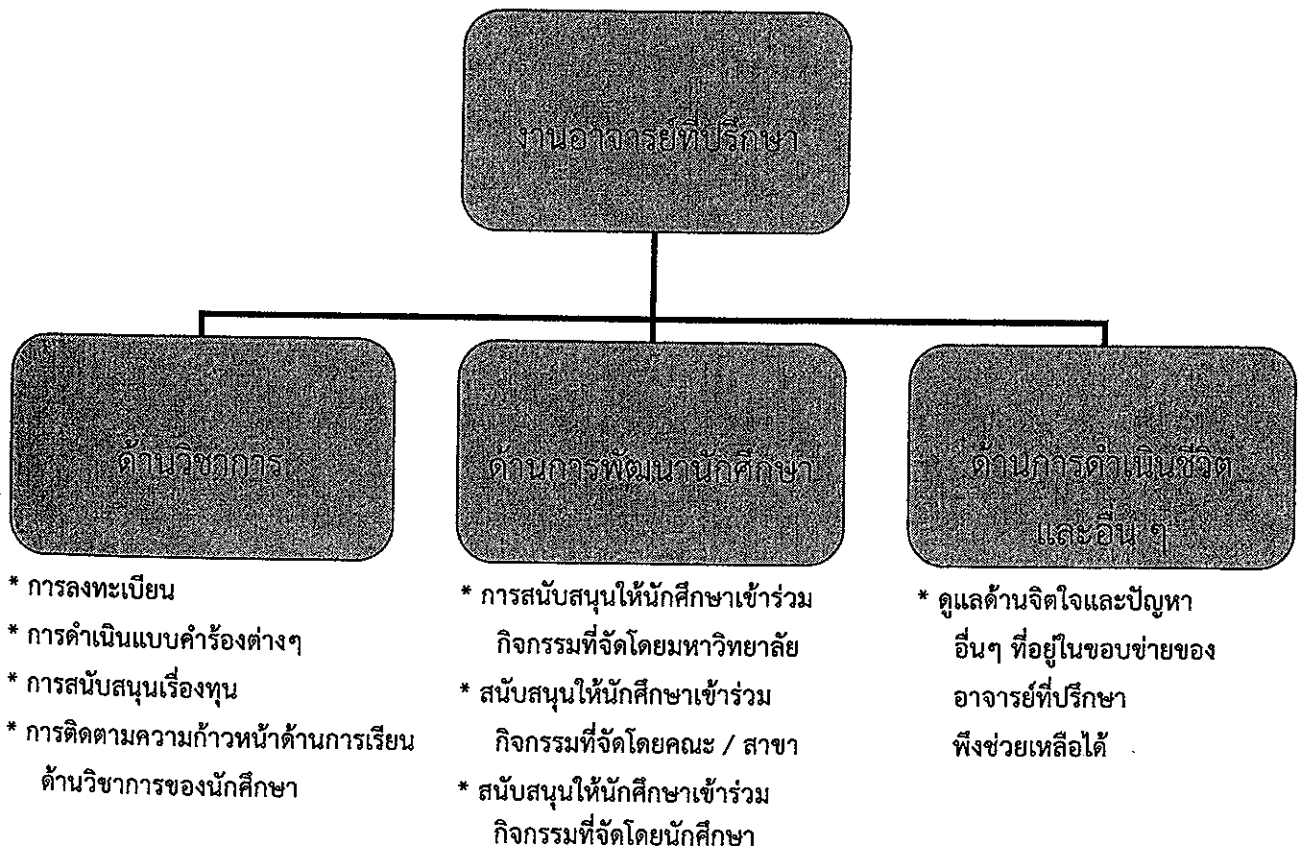 งานอาจารย์ที่ปรึกษา
ด้านวิชาการ
* การลงทะเบียน
* การดำเนินแบบคำร้องต่างๆ
* การสนับสนุนเรื่องทุน
* การติดตามความก้าวหน้าด้านการเรียน
ด้านวิชาการของนักศึกษา
ด้านการพัฒนานักศึกษา
* การสนับสนุนให้นักศึกษาเข้าร่วม
กิจกรรมที่จัดโดยมหาวิทยาลัย
* สนับสนุนให้นักศึกษาเข้าร่วม
กิจกรรมที่จัดโดยคณะ / สาขา
* สนับสนุนให้นักศึกษาเข้าร่วม
กิจกรรมที่จัดโดยนักศึกษา
ด้านการดำเนินชีวิต
และอื่น ๆ
* ดูแลด้านจิตใจและปัญหา
อื่นๆ ที่อยู่ในขอบข่ายของ
อาจารย์ที่ปรึกษา
พึงช่วยเหลือได้